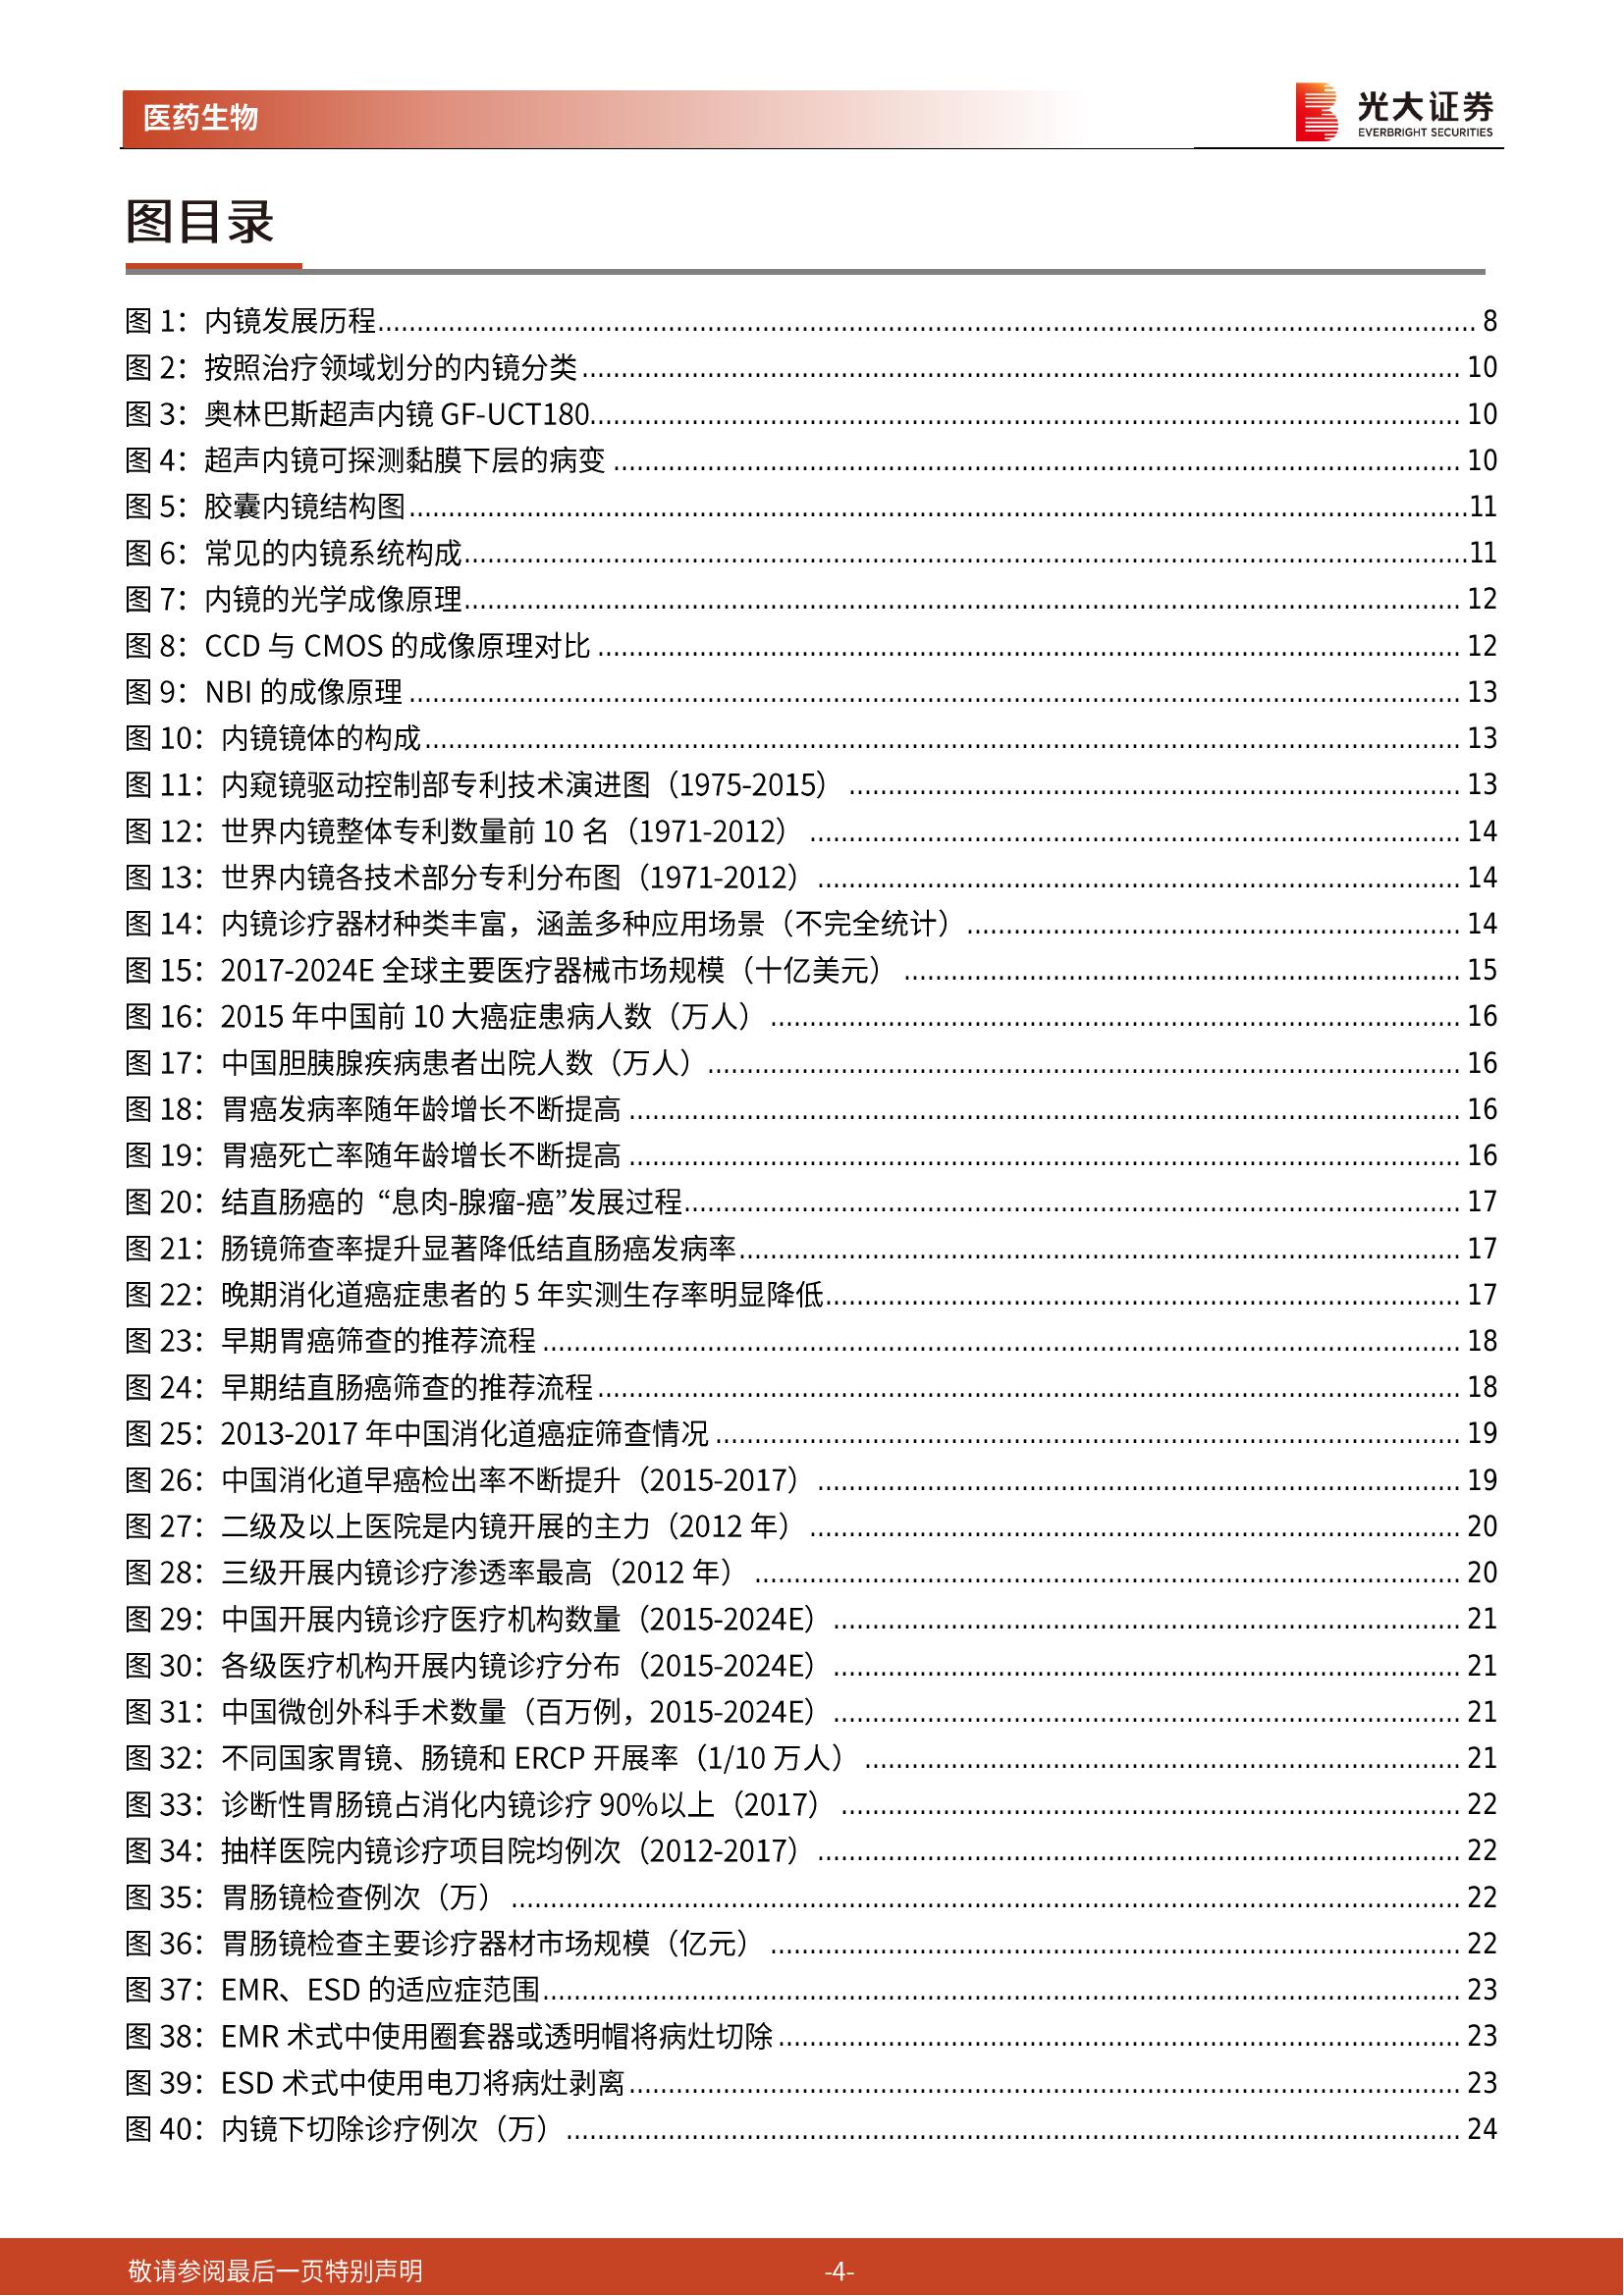 医药生物
光大证券
EVERBRIGHT SECURITIES
图目录
图 1：内镜发展历程 8
图 2：按照治疗领域划分的内镜分类 10
图 3：奥林巴斯超声内镜 GF-UCT180 10
图 4：超声内镜可探测黏膜下层的病变 10
图 5：胶囊内镜结构图 11
图 6：常见的内镜系统构成 11
图 7：内镜的光学成像原理 12
图 8：CCD 与 CMOS 的成像原理对比 12
图 9：NBI 的成像原理 13
图 10：内镜镜体的构成 13
图 11：内窥镜驱动控制部专利技术演进图（1975-2015） 13
图 12：世界内镜整体专利数量前 10 名（1971-2012） 14
图 13：世界内镜各技术部分专利分布图（1971-2012） 14
图 14：内镜诊疗器材种类丰富，涵盖多种应用场景（不完全统计） 14
图 15：2017-2024E 全球主要医疗器械市场规模（十亿美元） 15
图 16：2015 年中国前 10 大癌症患病人数（万人） 16
图 17：中国胆胰腺疾病患者出院人数（万人） 16
图 18：胃癌发病率随年龄增长不断提高 16
图 19：胃癌死亡率随年龄增长不断提高 16
图 20：结直肠癌的“息肉-腺瘤-癌”发展过程 17
图 21：肠镜筛查率提升显著降低结直肠癌发病率 17
图 22：晚期消化道癌症患者的 5 年实测生存率明显降低 17
图 23：早期胃癌筛查的推荐流程 18
图 24：早期结直肠癌筛查的推荐流程 18
图 25：2013-2017 年中国消化道癌症筛查情况 19
图 26：中国消化道早癌检出率不断提升（2015-2017） 19
图 27：二级及以上医院是内镜开展的主力（2012 年） 20
图 28：三级开展内镜诊疗渗透率最高（2012 年） 20
图 29：中国开展内镜诊疗医疗机构数量（2015-2024E） 21
图 30：各级医疗机构开展内镜诊疗分布（2015-2024E） 21
图 31：中国微创外科手术数量（百万例，2015-2024E） 21
图 32：不同国家胃镜、肠镜和 ERCP 开展率（1/10 万人） 21
图 33：诊断性胃肠镜占消化内镜诊疗 90%以上（2017） 22
图 34：抽样医院内镜诊疗项目院均例次（2012-2017） 22
图 35：胃肠镜检查例次（万） 22
图 36：胃肠镜检查主要诊疗器材市场规模（亿元） 22
图 37：EMR、ESD 的适应症范围 23
图 38：EMR 术式中使用圈套器或透明帽将病灶切除 23
图 39：ESD 术式中使用电刀将病灶剥离 23
图 40：内镜下切除诊疗例次（万） 24
敬请参阅最后一页特别声明 -4-